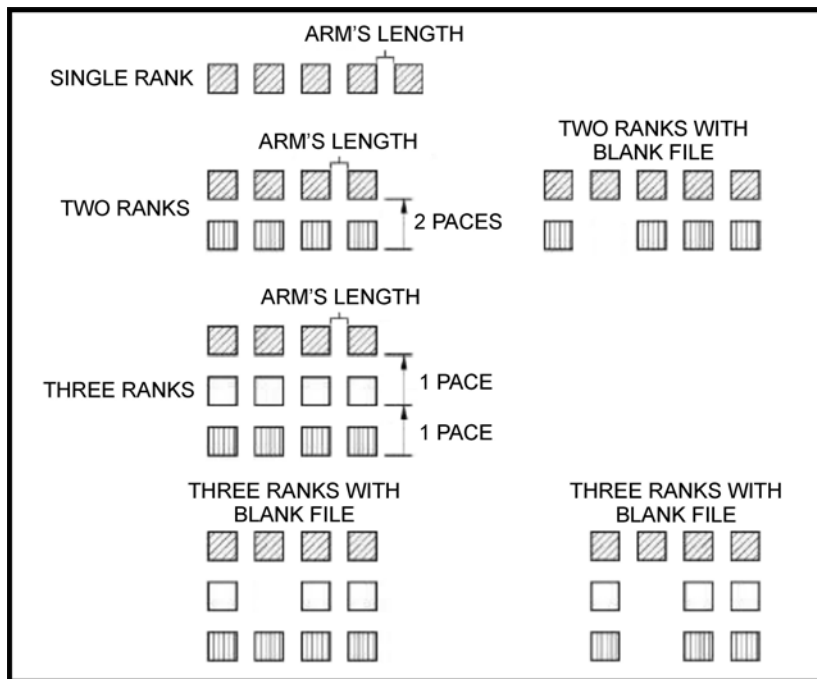 ARM'S LENGTH
SINGLE RANK
TWO RANKS WITH
BLANK FILE
ARM'S LENGTH
TWO RANKS
2 PACES
ARM'S LENGTH
THREE RANKS
1 PACE
1 PACE
THREE RANKS WITH
BLANK FILE
THREE RANKS WITH
BLANK FILE